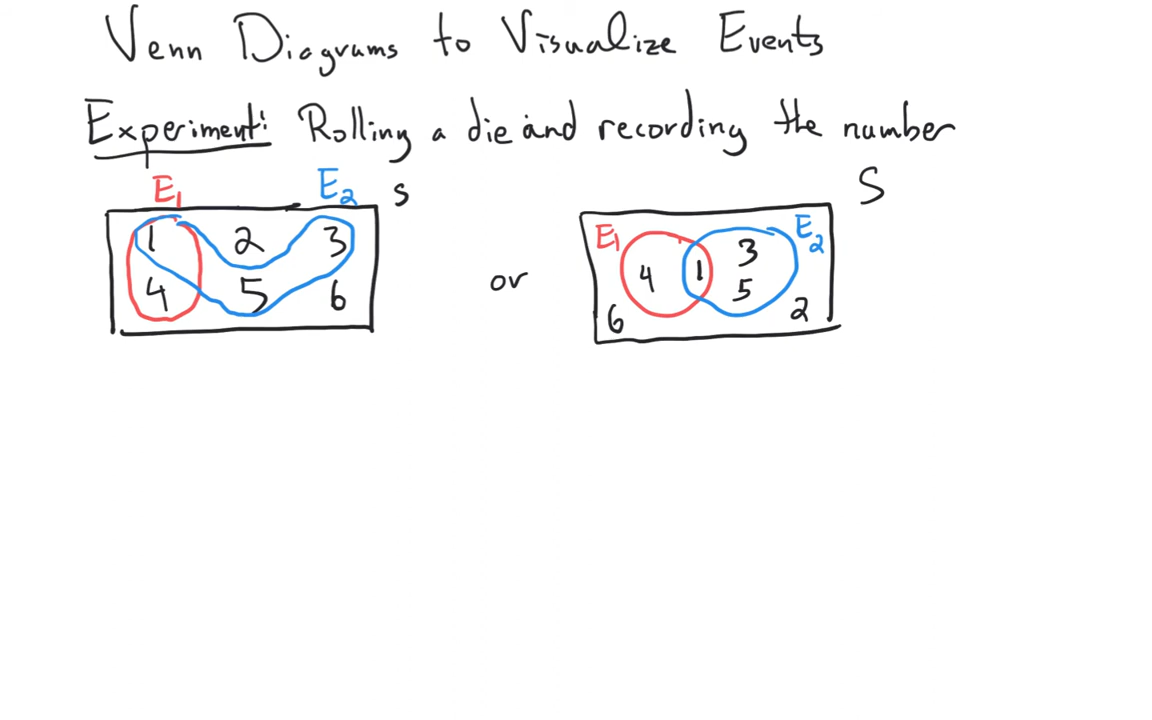 Venn Diagrams to Visualize Events
Experiment: Rolling a die and recording the number
E1 E2 S
1 2 3
4 5 6
or
S
E1 E2
4 1 3
5
6 2